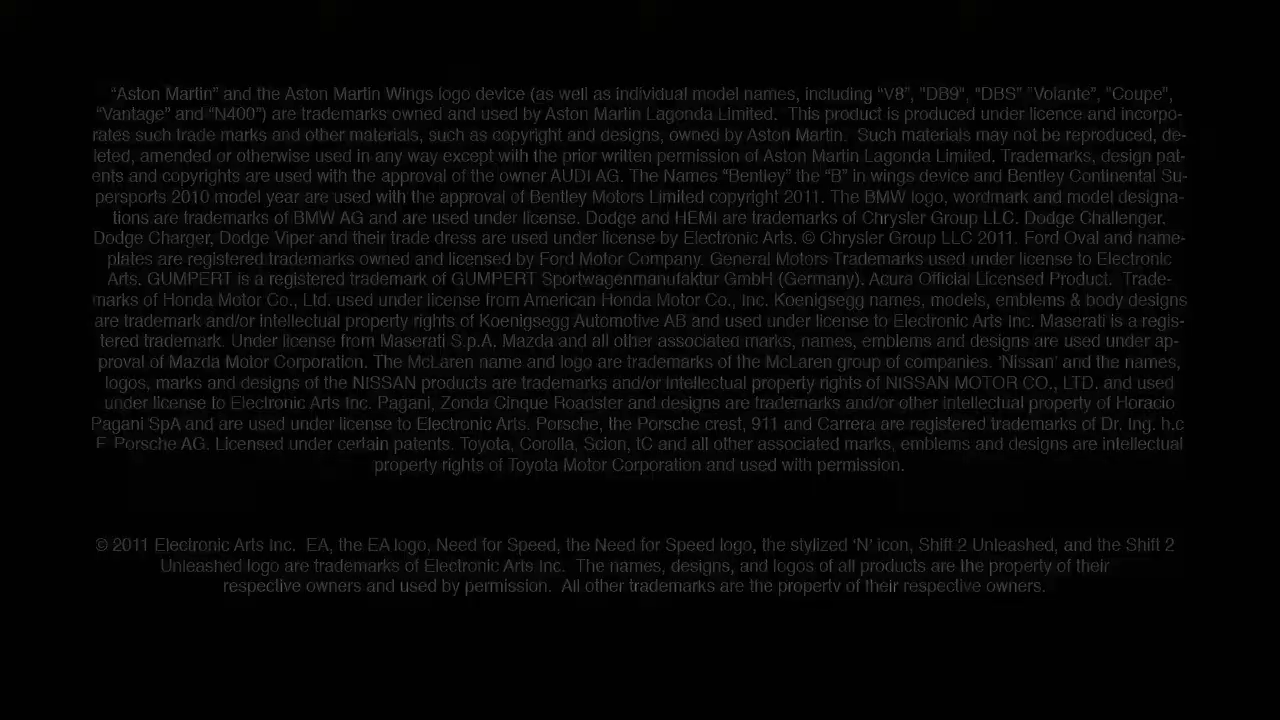 “Aston Martin” and the Aston Martin Wings logo device (as well as individual model names, including “V8”, "DB9", "DBS" "Volante", "Coupe",
“Vantage” and “N400”) are trademarks owned and used by Aston Martin Lagonda Limited.  This product is produced under licence and incorpo-
rates such trade marks and other materials, such as copyright and designs, owned by Aston Martin.  Such materials may not be reproduced, de-
leted, amended or otherwise used in any way except with the prior written permission of Aston Martin Lagonda Limited. Trademarks, design pat-
ents and copyrights are used with the approval of the owner AUDI AG. The Names “Bentley” the “B” in wings device and Bentley Continental Su-
persports 2010 model year are used with the approval of Bentley Motors Limited copyright 2011. The BMW logo, wordmark and model designa-
tions are trademarks of BMW AG and are used under license. Dodge and HEMI are trademarks of Chrysler Group LLC. Dodge Challenger,
Dodge Charger, Dodge Viper and their trade dress are used under license by Electronic Arts. © Chrysler Group LLC 2011. Ford Oval and name-
plates are registered trademarks owned and licensed by Ford Motor Company. General Motors Trademarks used under license to Electronic
Arts. GUMPERT is a registered trademark of GUMPERT Sportwagenmanufaktur GmbH (Germany). Acura Official Licensed Product.  Trade-
marks of Honda Motor Co., Ltd. used under license from American Honda Motor Co., Inc. Koenigsegg names, models, emblems & body designs
are trademark and/or intellectual property rights of Koenigsegg Automotive AB and used under license to Electronic Arts Inc. Maserati is a regis-
tered trademark. Under license from Maserati S.p.A. Mazda and all other associated marks, names, emblems and designs are used under ap-
proval of Mazda Motor Corporation. The McLaren name and logo are trademarks of the McLaren group of companies. 'Nissan' and the names,
logos, marks and designs of the NISSAN products are trademarks and/or intellectual property rights of NISSAN MOTOR CO., LTD. and used
under license to Electronic Arts Inc. Pagani, Zonda Cinque Roadster and designs are trademarks and/or other intellectual property of Horacio
Pagani SpA and are used under license to Electronic Arts. Porsche, the Porsche crest, 911 and Carrera are registered trademarks of Dr. Ing. h.c
F. Porsche AG. Licensed under certain patents. Toyota, Corolla, Scion, tC and all other associated marks, emblems and designs are intellectual
property rights of Toyota Motor Corporation and used with permission.
© 2011 Electronic Arts Inc.  EA, the EA logo, Need for Speed, the Need for Speed logo, the stylized 'N' icon, Shift 2 Unleashed, and the Shift 2
Unleashed logo are trademarks of Electronic Arts Inc.  The names, designs, and logos of all products are the property of their
respective owners and used by permission.  All other trademarks are the property of their respective owners.